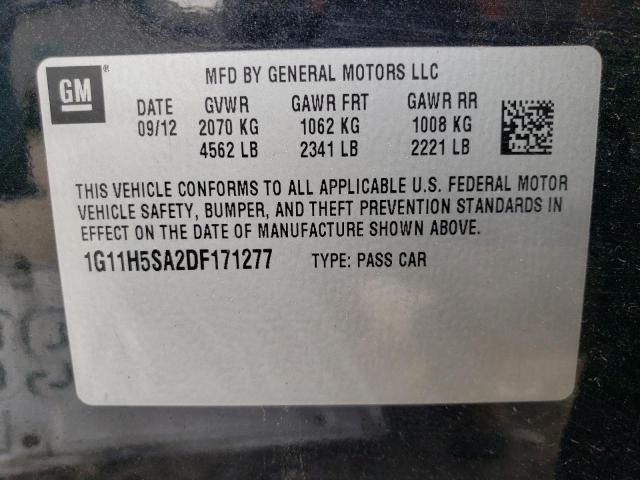 GM®
MFD BY GENERAL MOTORS LLC
DATE GVWR GAWR FRT GAWR RR
09/12 2070 KG 1062 KG 1008 KG
4562 LB 2341 LB 2221 LB
THIS VEHICLE CONFORMS TO ALL APPLICABLE U.S. FEDERAL MOTOR
VEHICLE SAFETY, BUMPER, AND THEFT PREVENTION STANDARDS IN
EFFECT ON THE DATE OF MANUFACTURE SHOWN ABOVE.
1G11H5SA2DF171277 TYPE: PASS CAR